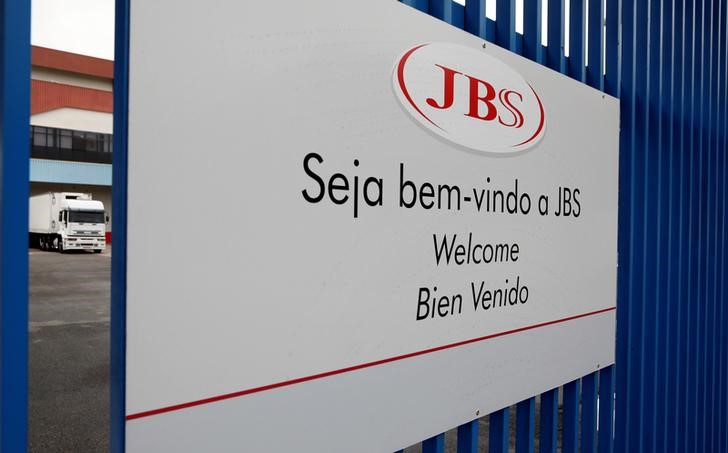 JBS
Seja bem-vindo a JBS
Welcome
Bien Venido